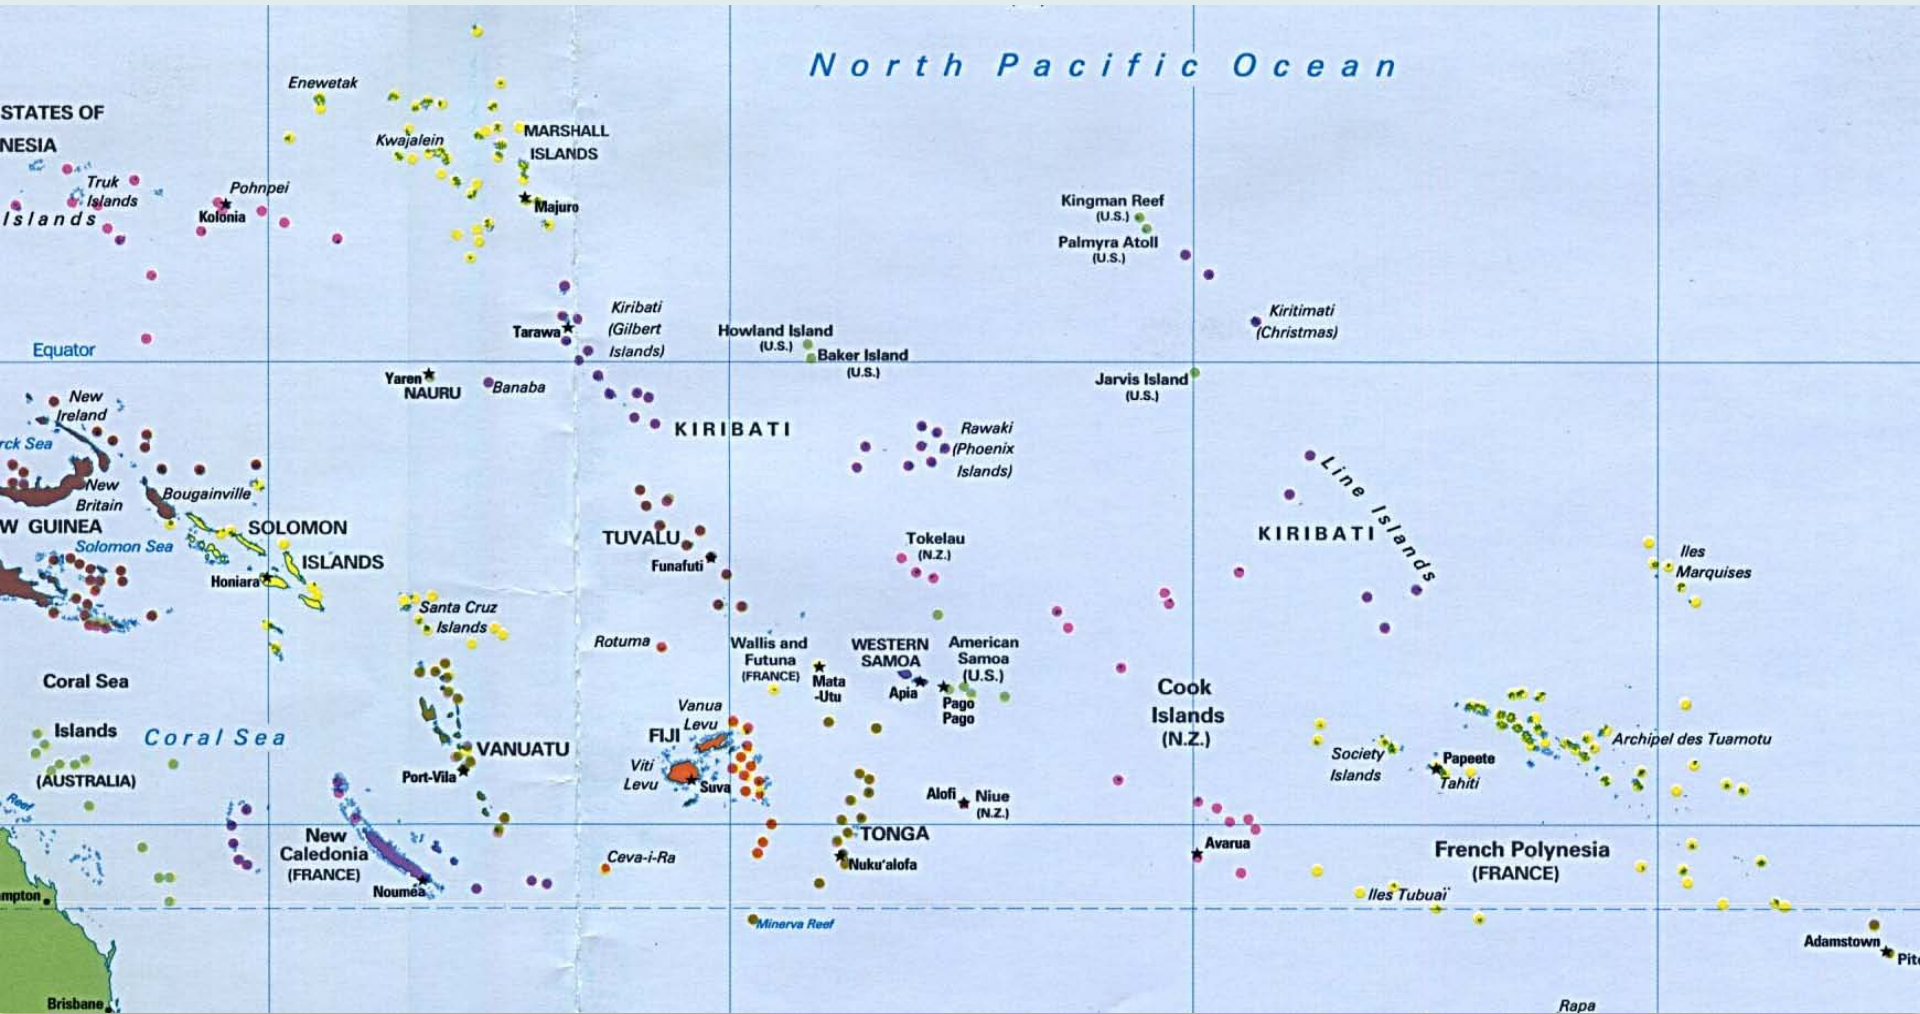 North Pacific Ocean
Enewetak
STATES OF
NESIA
Kwajalein
MARSHALL
ISLANDS
Truk
Islands
Pohnpei
Kolonia
Islands
Majuro
Kingman Reef
(U.S.)
Palmyra Atoll
(U.S.)
Kiritimati
(Christmas)
Kiribati
(Gilbert
Islands)
Tarawa
Howland Island
(U.S.)
Baker Island
(U.S.)
Equator
Yaren
NAURU
Banaba
Jarvis Island
(U.S.)
New
Ireland
rck Sea
KIRIBATI
Rawaki
(Phoenix
Islands)
Line Islands
New
Britain
Bougainville
W GUINEA
SOLOMON
ISLANDS
Solomon Sea
Honiara
TUVALU
Funafuti
Tokelau
(N.Z.)
KIRIBATI
Iles
Marquises
Santa Cruz
Islands
Rotuma
Wallis and
Futuna
(FRANCE)
Mata
-Utu
WESTERN
SAMOA
Apia
American
Samoa
(U.S.)
Pago
Pago
Coral Sea
Islands
(AUSTRALIA)
Coral Sea
Cook
Islands
(N.Z.)
Vanua
Levu
FIJI
Viti
Levu
Suva
VANUATU
Port-Vila
Society
Islands
Papeete
Tahiti
Archipel des Tuamotu
Alofi
Niue
(N.Z.)
Reef
New
Caledonia
(FRANCE)
Nouméa
TONGA
Nuku'alofa
Ceva-i-Ra
Avarua
French Polynesia
(FRANCE)
Iles Tubuaï
mpton
Minerva Reef
Adamstown
Pitc
Brisbane
Rapa